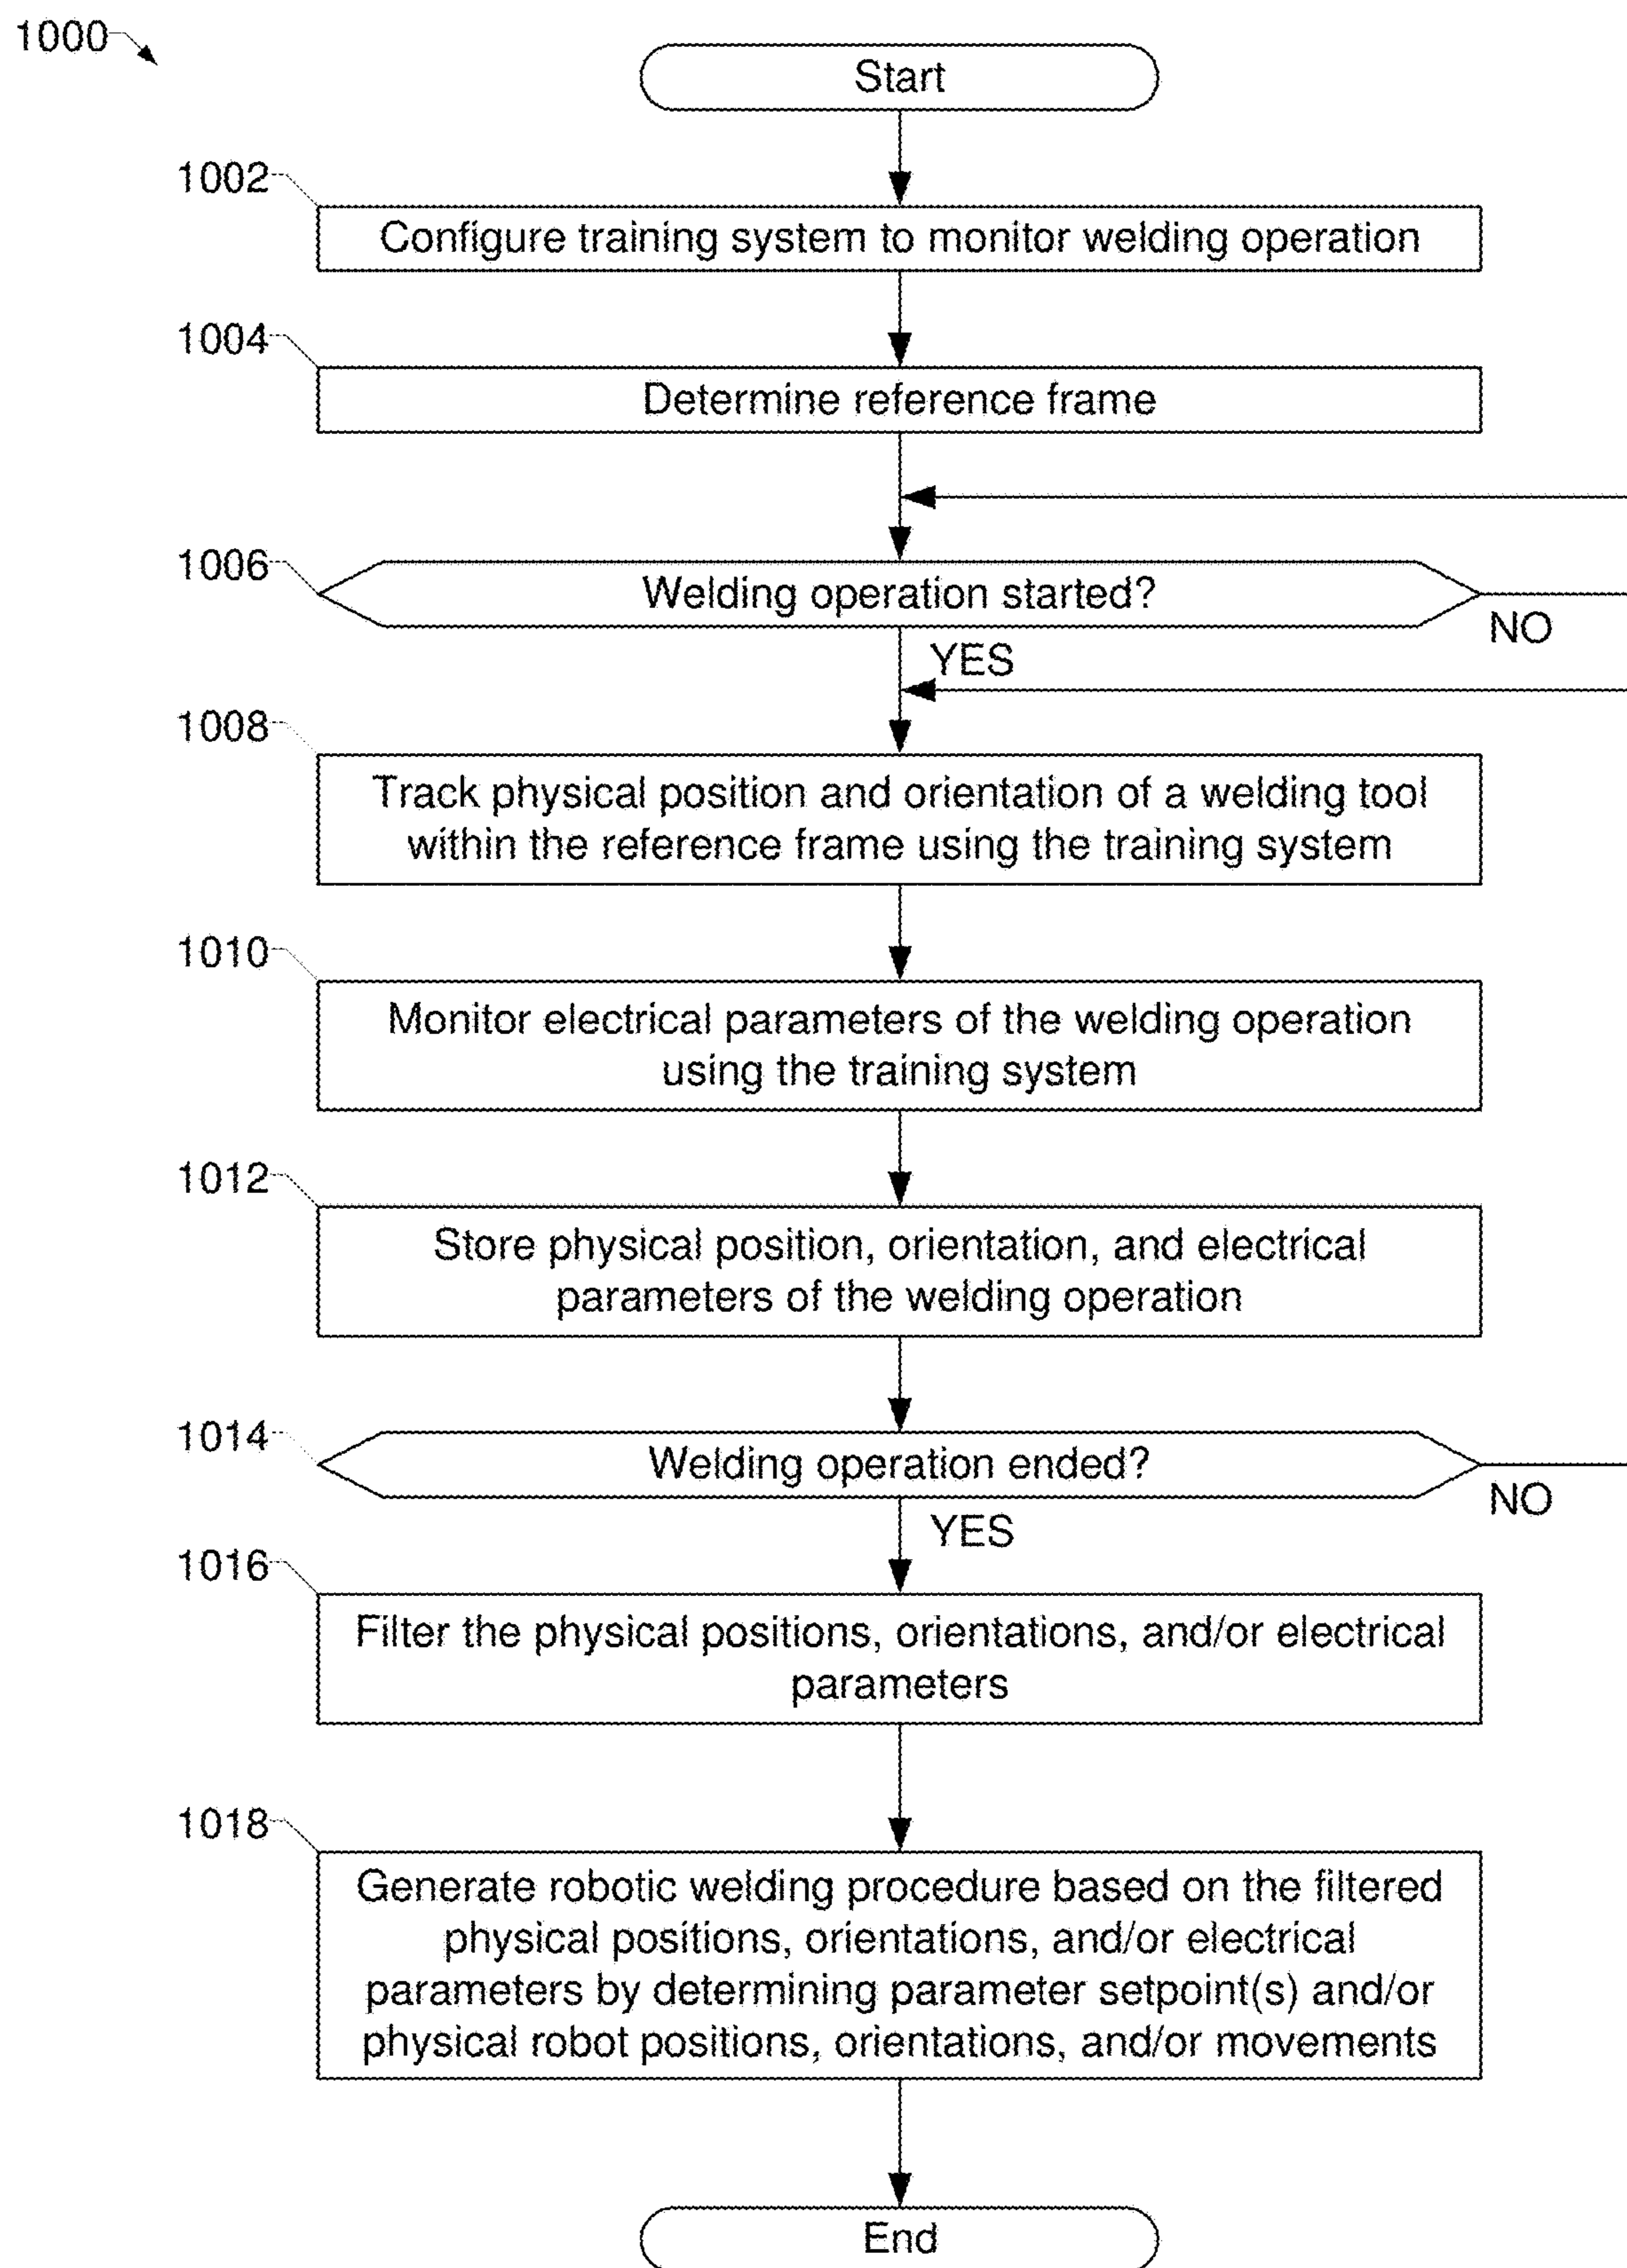 1000
Start
1002
Configure training system to monitor welding operation
1004
Determine reference frame
1006
Welding operation started?
NO
YES
1008
Track physical position and orientation of a welding tool
within the reference frame using the training system
1010
Monitor electrical parameters of the welding operation
using the training system
1012
Store physical position, orientation, and electrical
parameters of the welding operation
1014
Welding operation ended?
NO
YES
1016
Filter the physical positions, orientations, and/or electrical
parameters
1018
Generate robotic welding procedure based on the filtered
physical positions, orientations, and/or electrical
parameters by determining parameter setpoint(s) and/or
physical robot positions, orientations, and/or movements
End